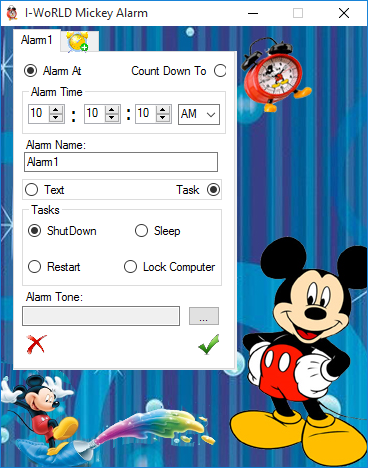 I-WoRLD Mickey Alarm
Alarm1
Alarm At Count Down To
Alarm Time
10 : 10 : 10 AM
Alarm Name:
Alarm1
Text Task
Tasks
ShutDown Sleep
Restart Lock Computer
Alarm Tone:
...